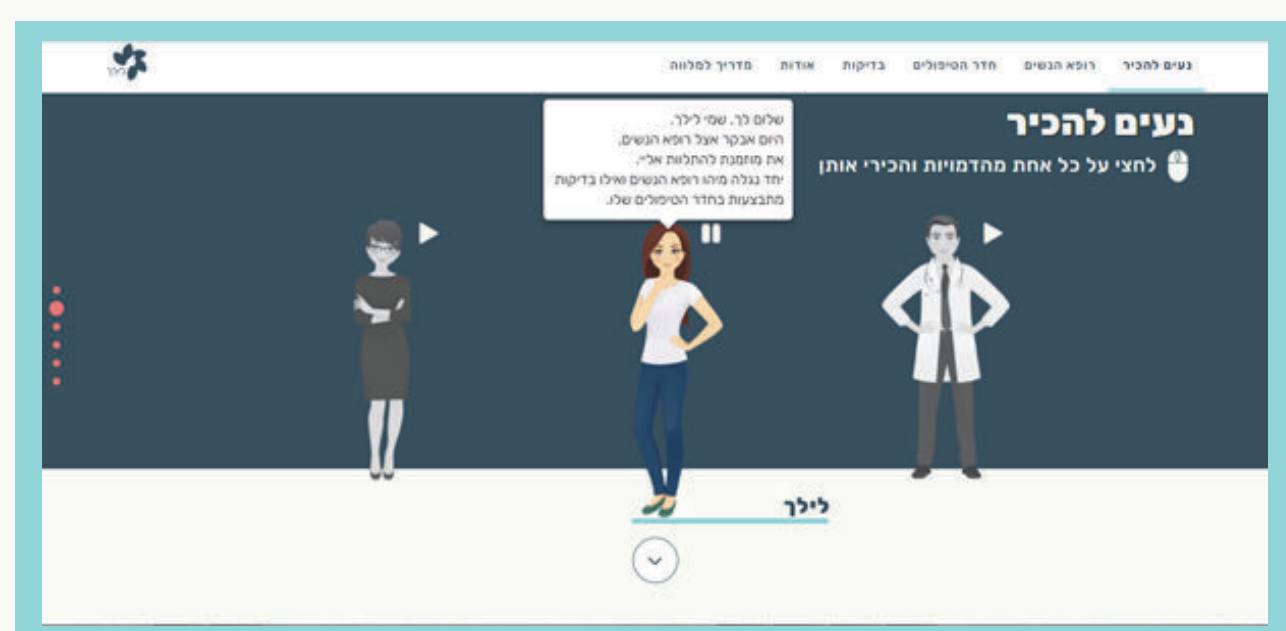 נעים להכיר
רופא הנשים
חדר הטיפולים
בדיקות
אודות
מדריך למלווה
לילך
נעים להכיר
לחצי על כל אחת מהדמויות והכירי אותן
שלום לך, שמי לילך.
היום אבקר אצל רופא הנשים,
את מוזמנת להתלוות אליי.
יחד נגלה מיהו רופא הנשים ואילו בדיקות
מתבצעות בחדר הטיפולים שלו.
לילך